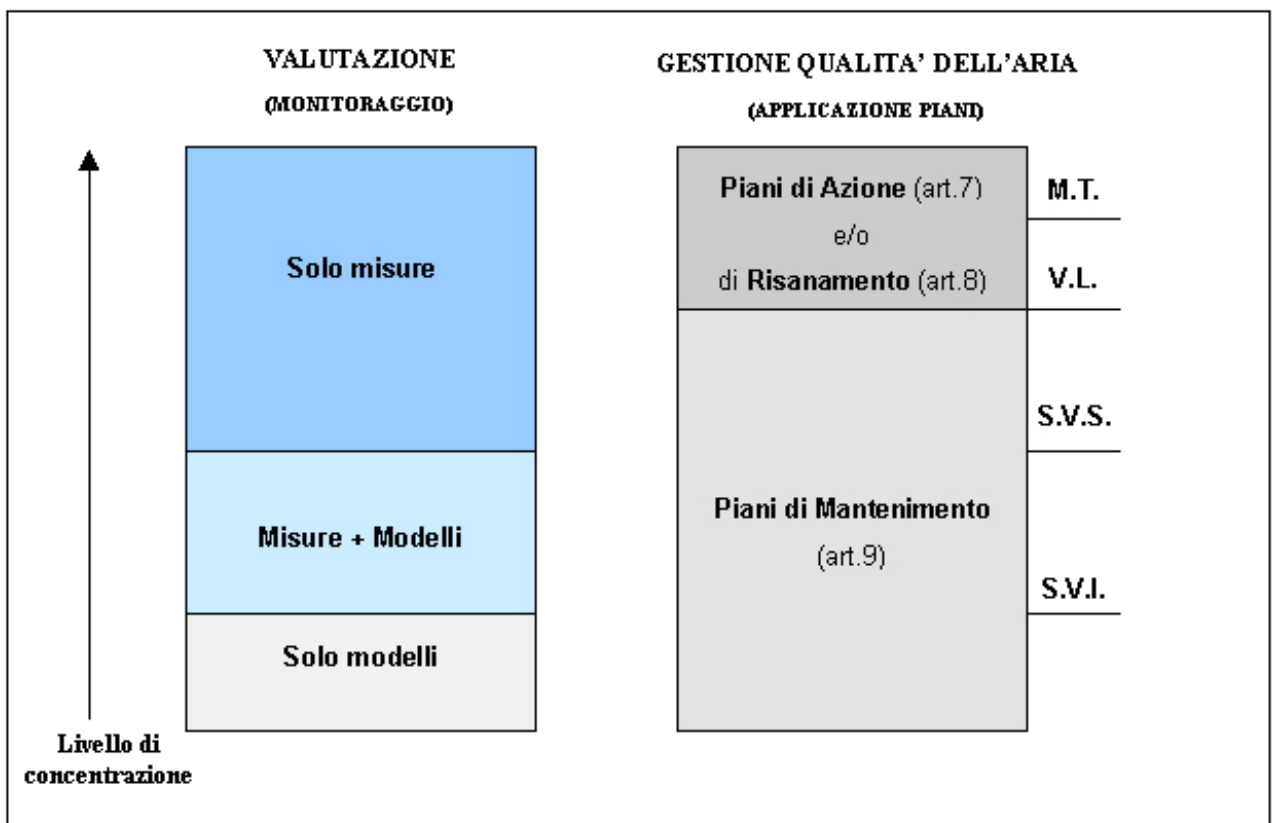 VALUTAZIONE
(MONITORAGGIO)
GESTIONE QUALITA' DELL'ARIA
(APPLICAZIONE PIANI)
Solo misure
Misure + Modelli
Solo modelli
Livello di
concentrazione
Piani di Azione (art.7)
e/o
di Risanamento (art.8)
Piani di Mantenimento
(art.9)
M.T.
V.L.
S.V.S.
S.V.I.